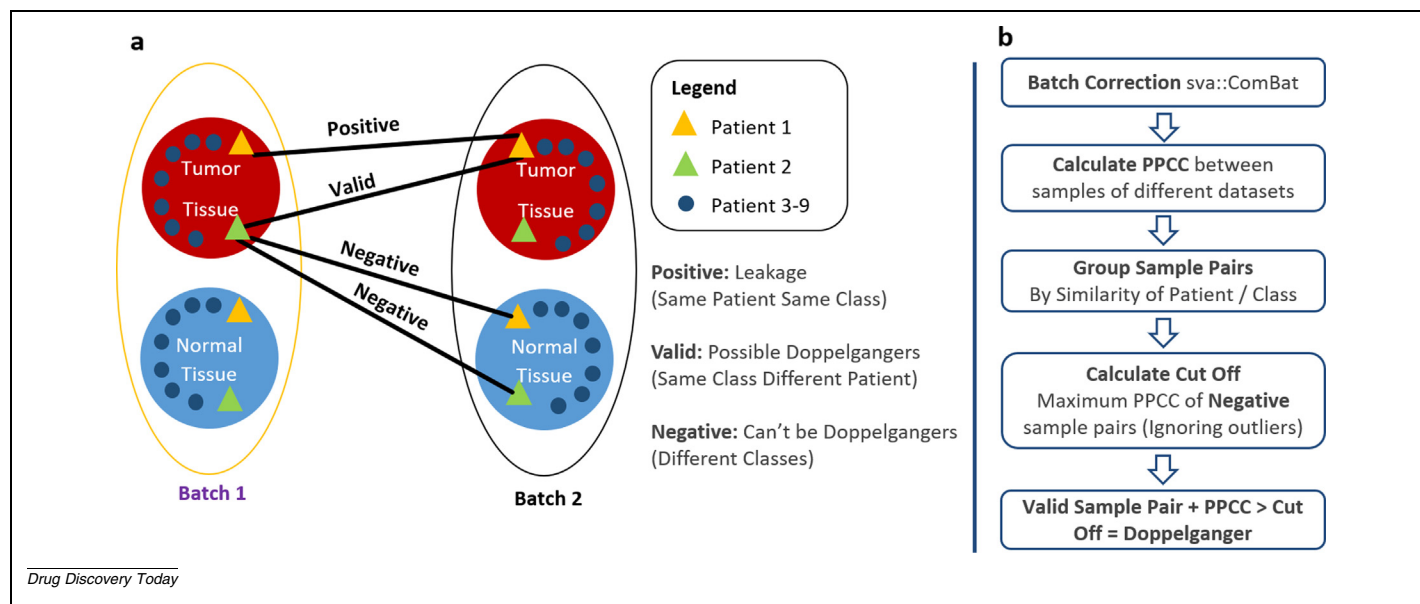 a
Positive
Valid
Negative
Negative
Tumor
Tissue
Normal
Tissue
Batch 1
Tumor
Tissue
Normal
Tissue
Batch 2
Legend
Patient 1
Patient 2
Patient 3-9
Positive: Leakage
(Same Patient Same Class)
Valid: Possible Doppelgangers
(Same Class Different Patient)
Negative: Can't be Doppelgangers
(Different Classes)
b
Batch Correction sva::ComBat
Calculate PPCC between
samples of different datasets
Group Sample Pairs
By Similarity of Patient / Class
Calculate Cut Off
Maximum PPCC of Negative
sample pairs (Ignoring outliers)
Valid Sample Pair + PPCC > Cut
Off = Doppelganger
Drug Discovery Today